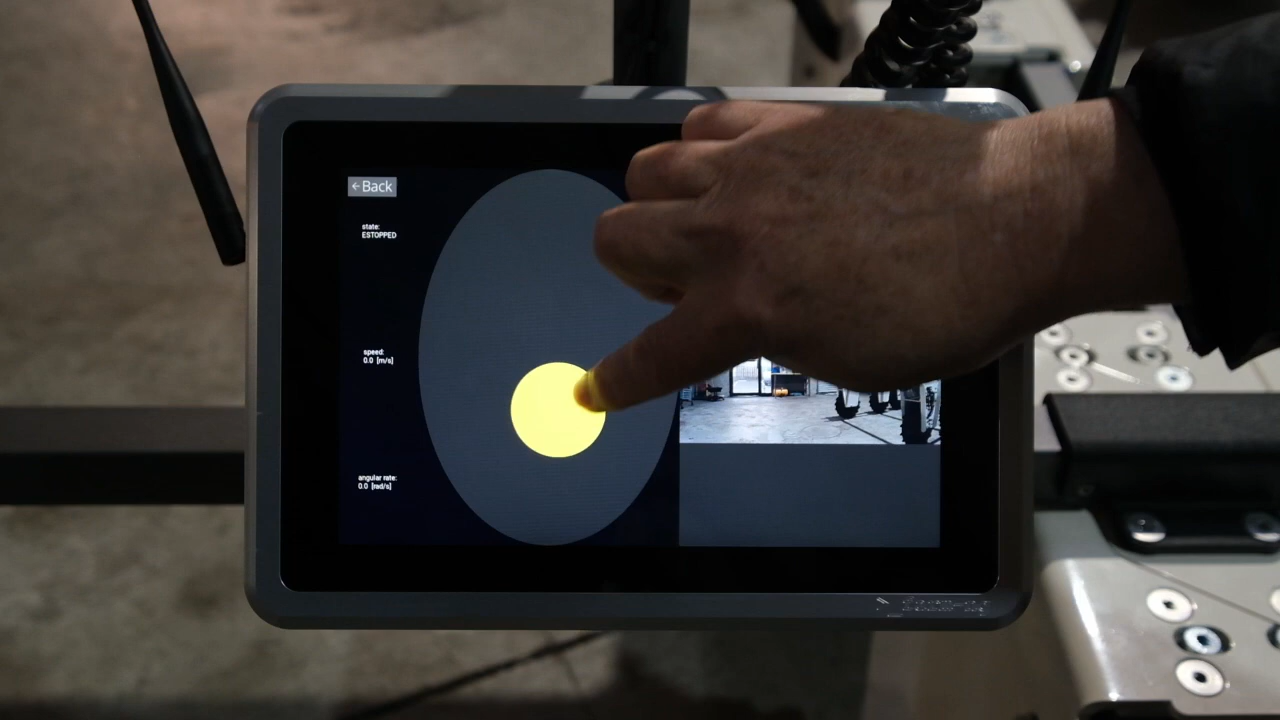 ←Back
state:
ESTOPPED
speed:
0.0 [m/s]
angular rate:
0.0 [rad/s]